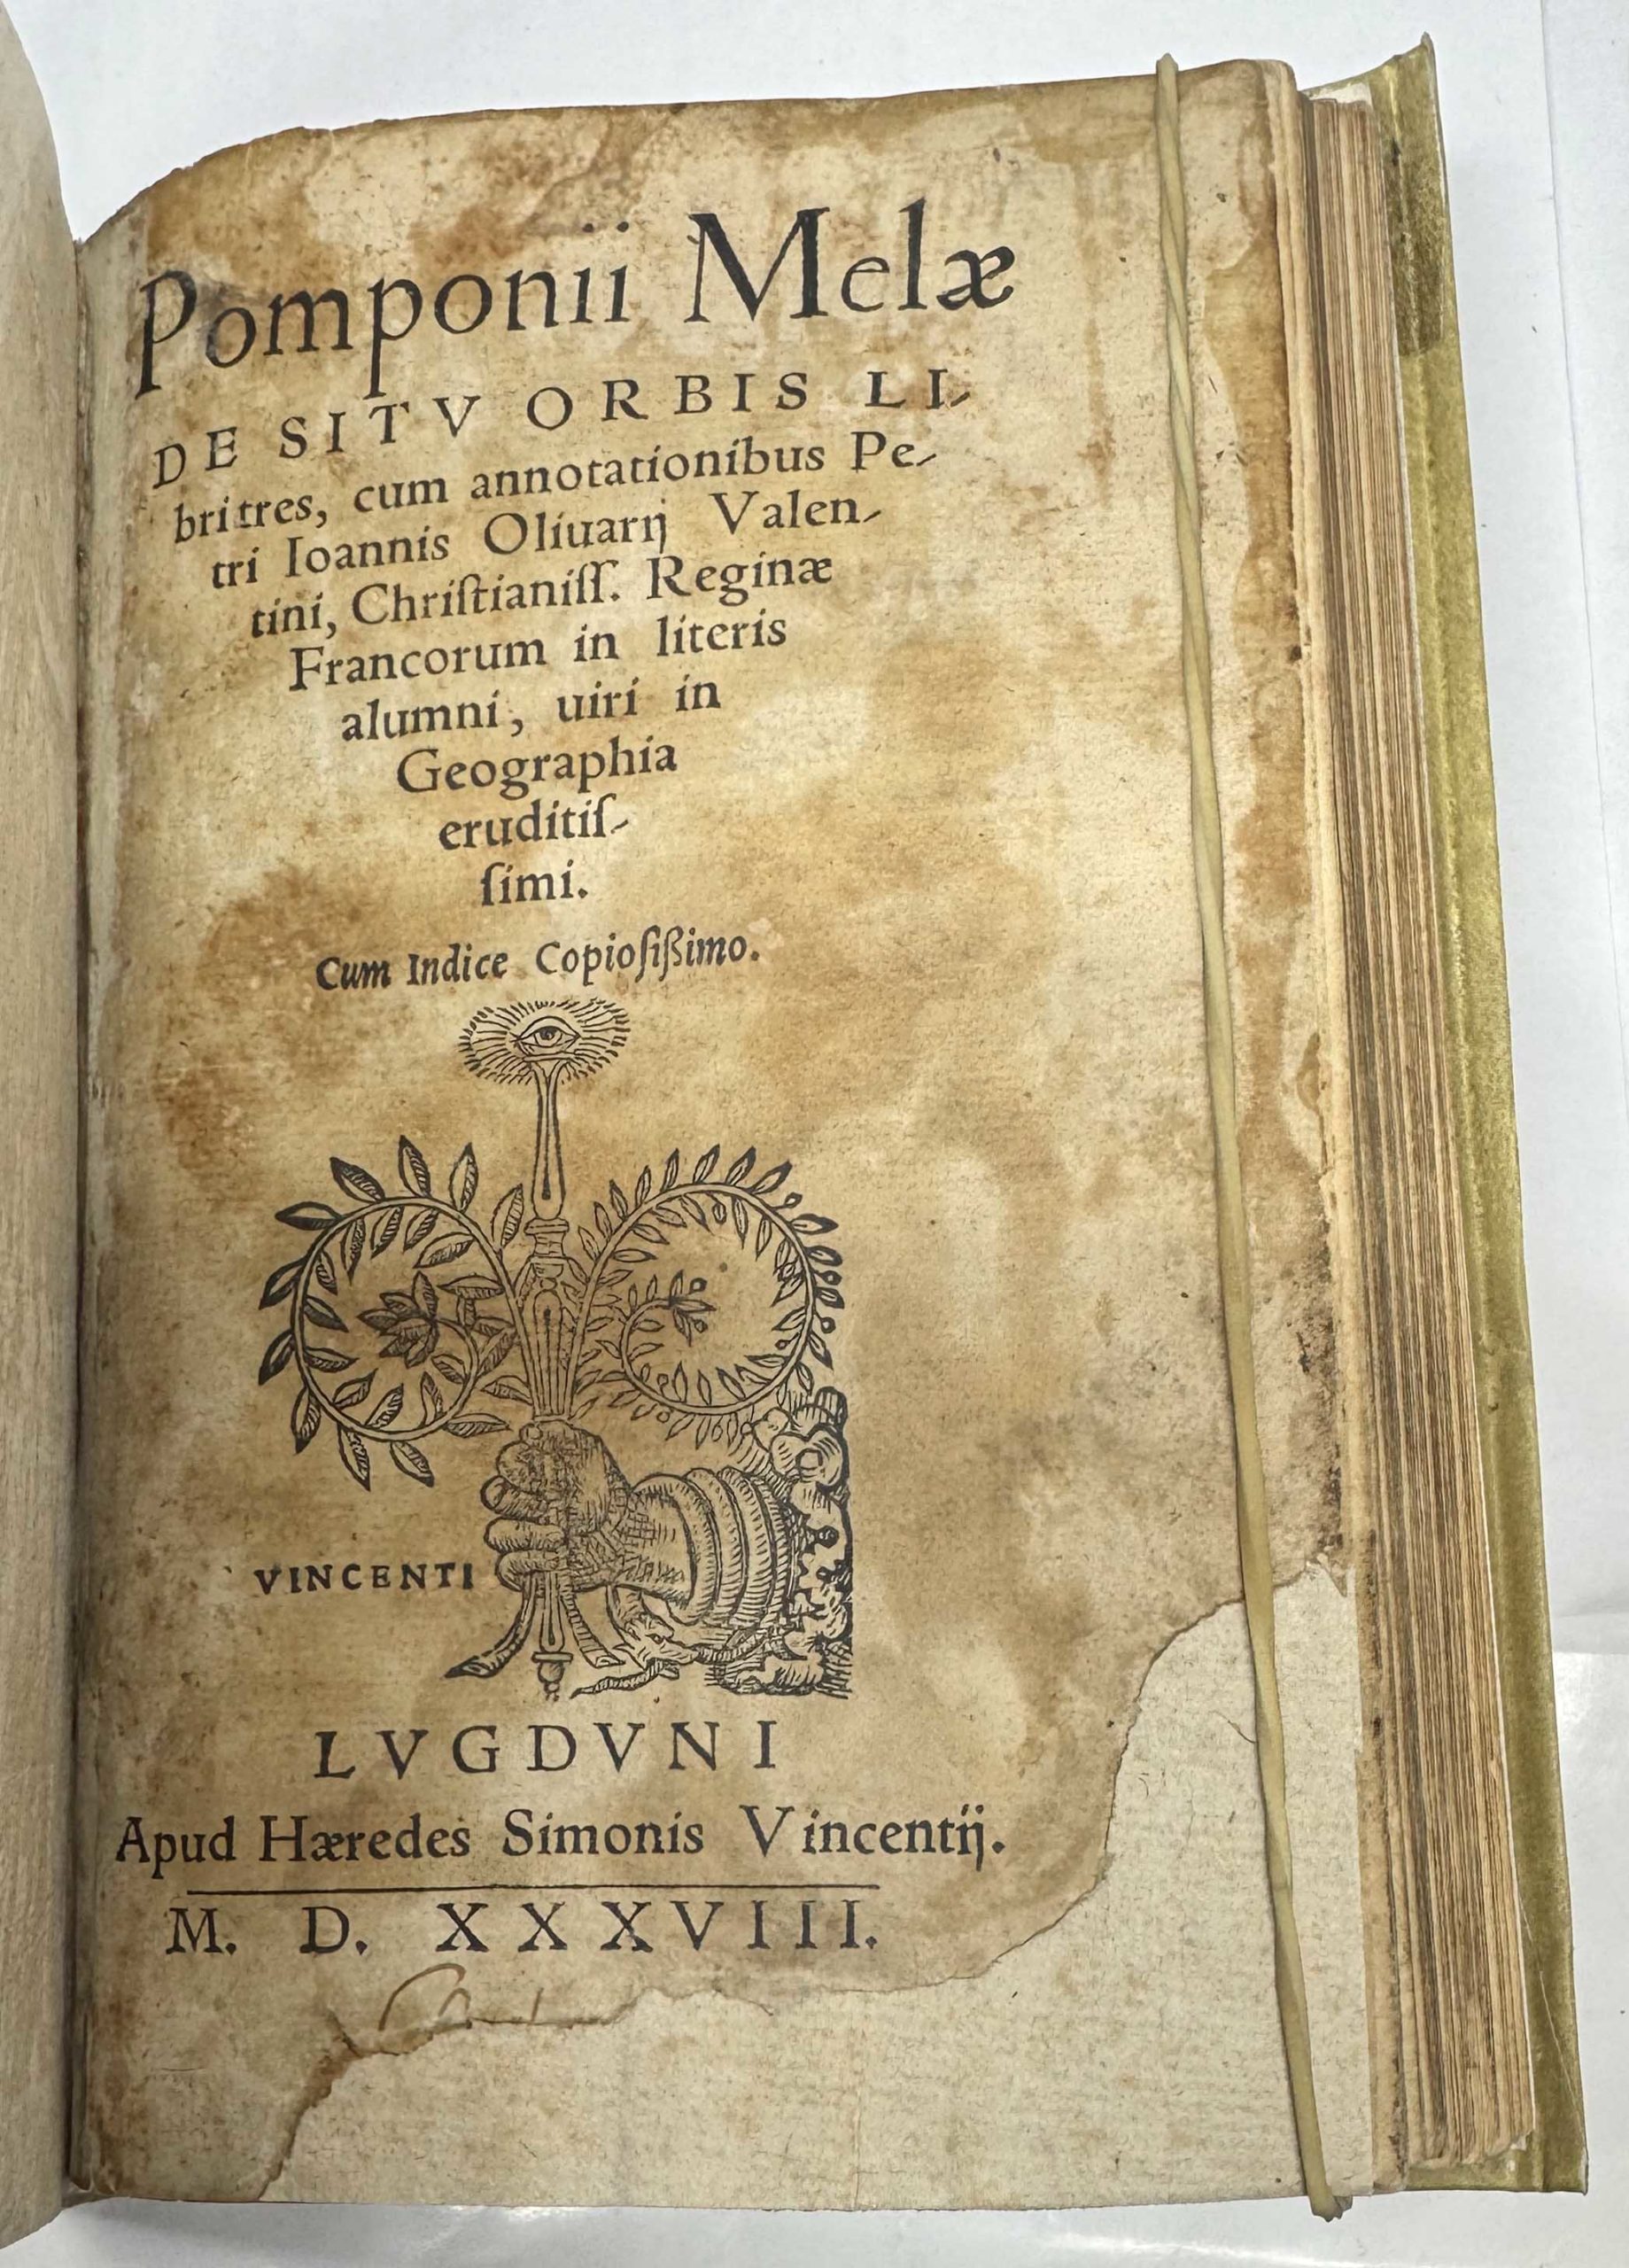 Pomponii Melæ
DE SITV ORBIS LI-
bri tres, cum annotationibus Pe-
tri Ioannis Oliuarij Valen-
tini, Chriſtianiſſ. Reginæ
Francorum in literis
alumni, uiri in
Geographia
eruditiſ-
ſimi.
Cum Indice Copioſißimo.
VINCENTI
LVGDVNI
Apud Hæredes Simonis Vincentij.
M. D. XXXVIII.